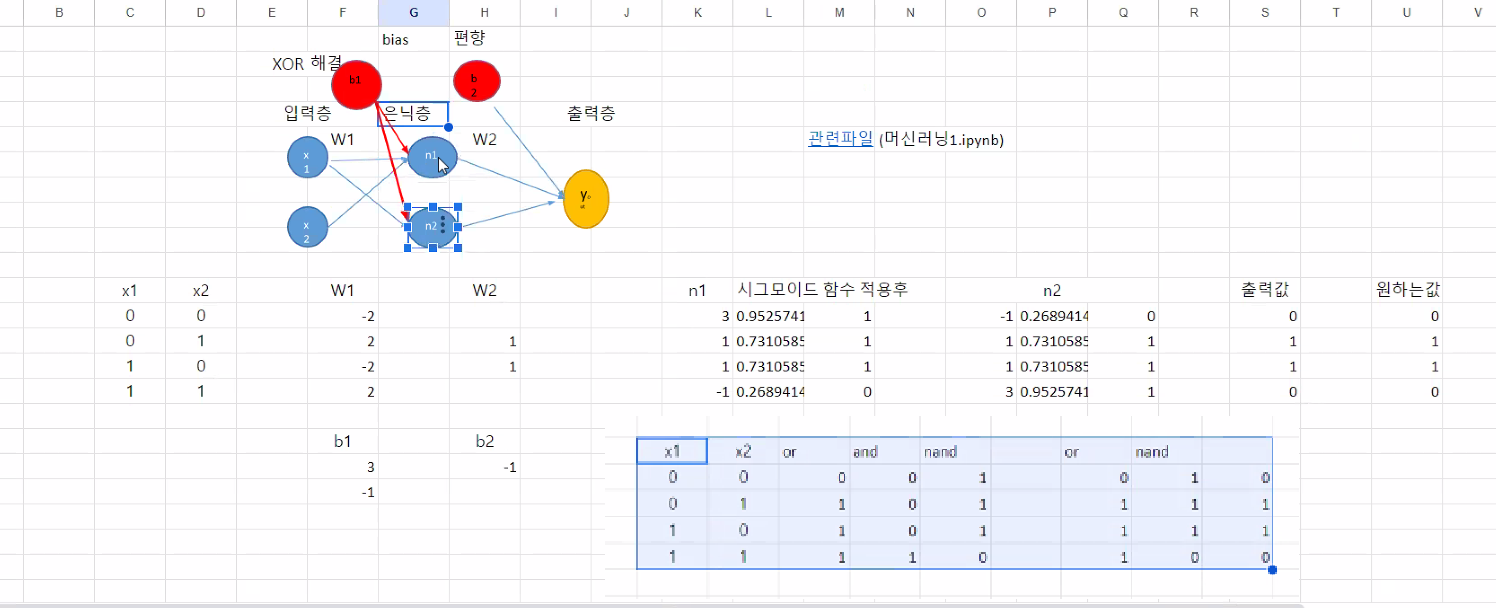 B C D E F G H I J K L M N O P Q R S T U V
bias 편향
XOR 해결
b1 b
2
입력층 은닉층 출력층
W1 W2 관련파일 (머신러닝1.ipynb)
x
1 n1
y
x
2 n2
x1 x2 W1 W2 n1 시그모이드 함수 적용후 n2 출력값 원하는값
0 0 -2 3 0.9525741 1 -1 0.2689414 0 0 0
0 1 2 1 1 0.7310585 1 1 0.7310585 1 1 1
1 0 -2 1 1 0.7310585 1 1 0.7310585 1 1 1
1 1 2 -1 0.2689414 0 3 0.9525741 1 0 0
b1 b2
3 -1
-1
x1 x2 or and nand or nand
0 0 0 0 1 0 1 0
0 1 1 0 1 1 1 1
1 0 1 0 1 1 1 1
1 1 1 1 0 1 0 0